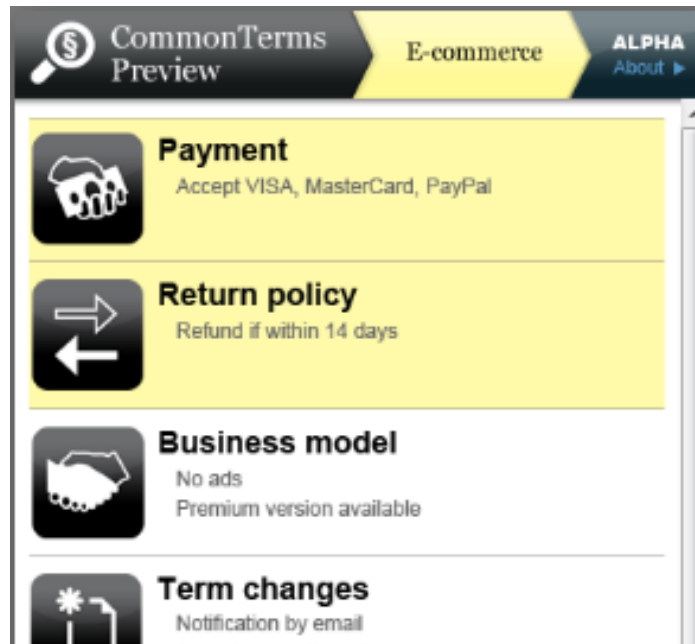 §
CommonTerms
Preview
E-commerce
ALPHA
About ▶
Payment
Accept VISA, MasterCard, PayPal
Return policy
Refund if within 14 days
Business model
No ads
Premium version available
Term changes
Notification by email